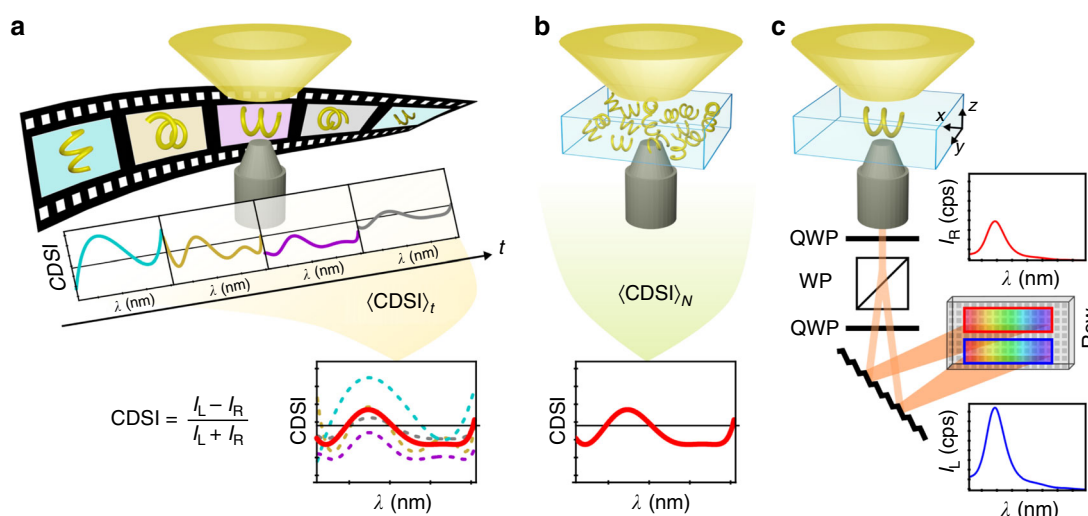 a
b
c
CDSI
λ (nm)
λ (nm)
λ (nm)
λ (nm)
t
⟨CDSI⟩t
CDSI = IL – IR / IL + IR
CDSI
λ (nm)
⟨CDSI⟩N
CDSI
λ (nm)
x
z
y
QWP
WP
QWP
IR (cps)
λ (nm)
IL (cps)
λ (nm)